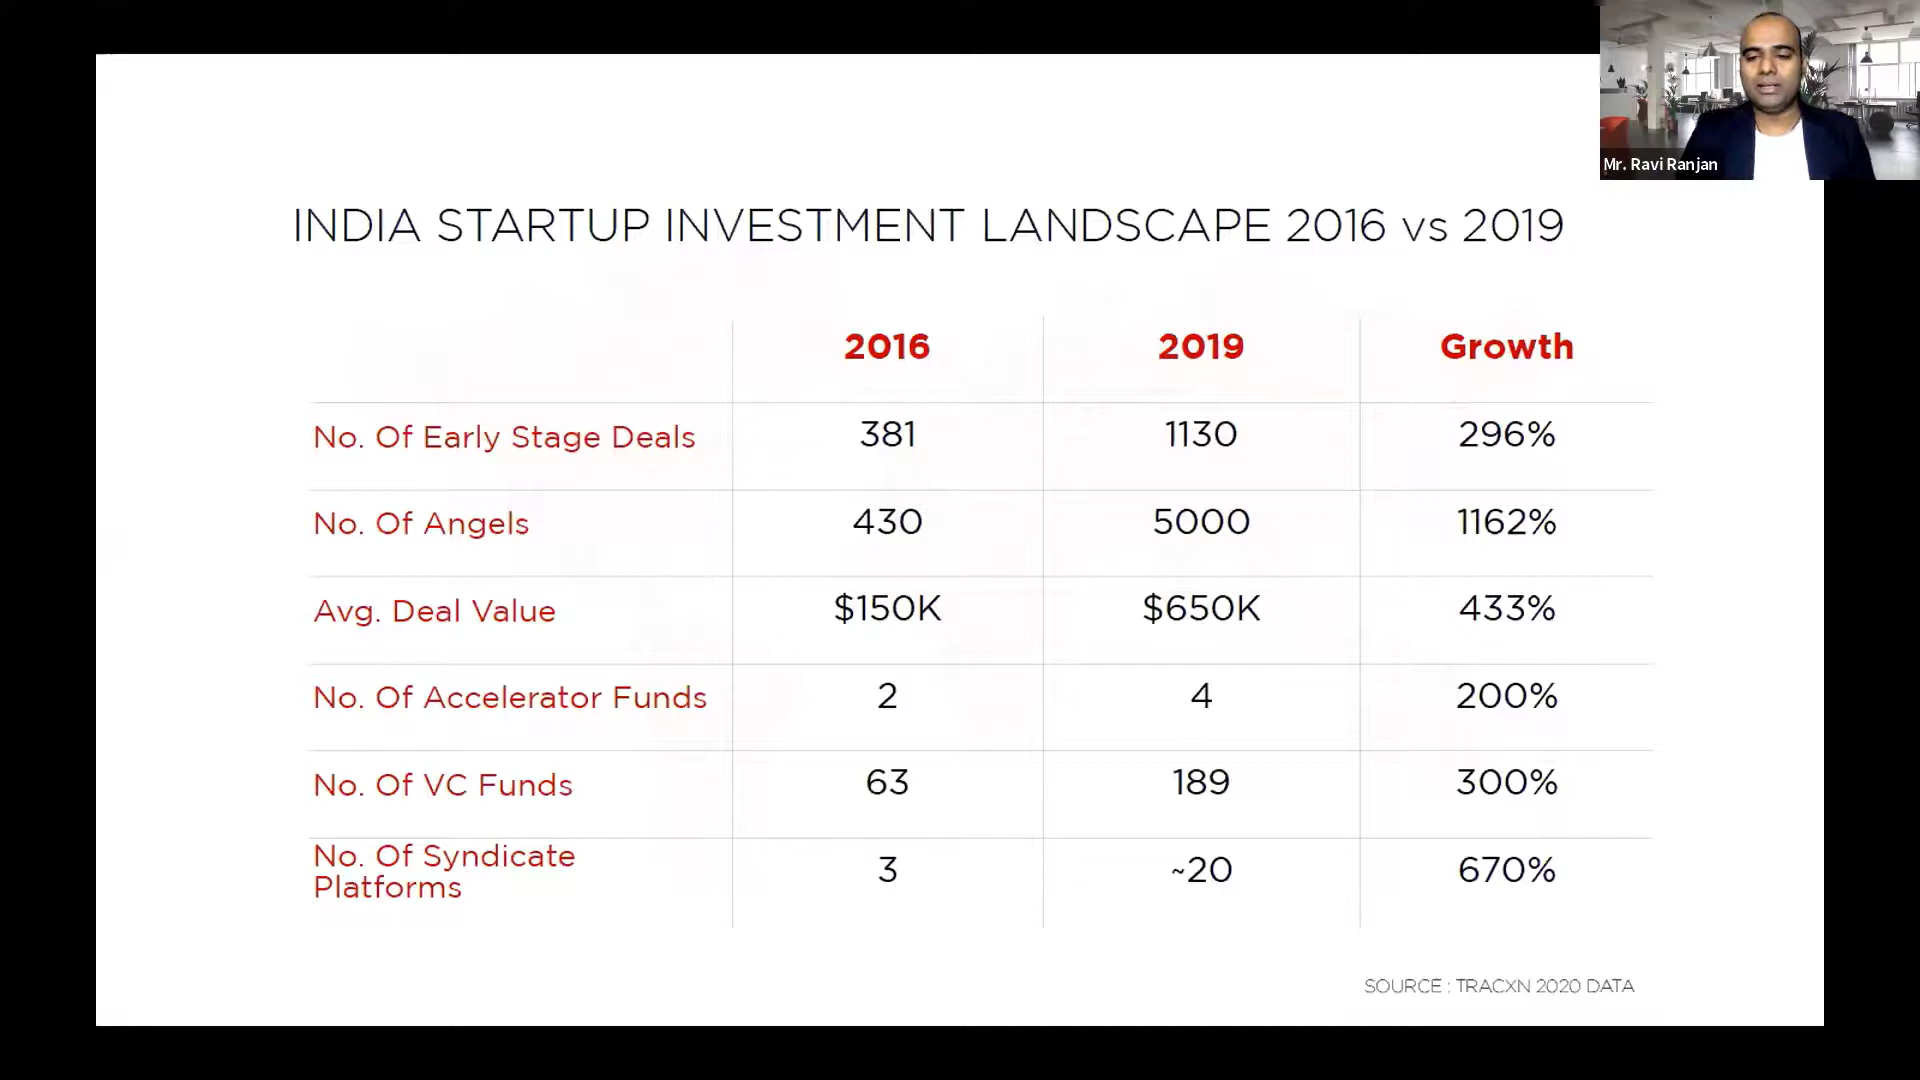 Mr. Ravi Ranjan
INDIA STARTUP INVESTMENT LANDSCAPE 2016 vs 2019
2016 2019 Growth
No. Of Early Stage Deals 381 1130 296%
No. Of Angels 430 5000 1162%
Avg. Deal Value $150K $650K 433%
No. Of Accelerator Funds 2 4 200%
No. Of VC Funds 63 189 300%
No. Of Syndicate
Platforms 3 ~20 670%
SOURCE : TRACXN 2020 DATA